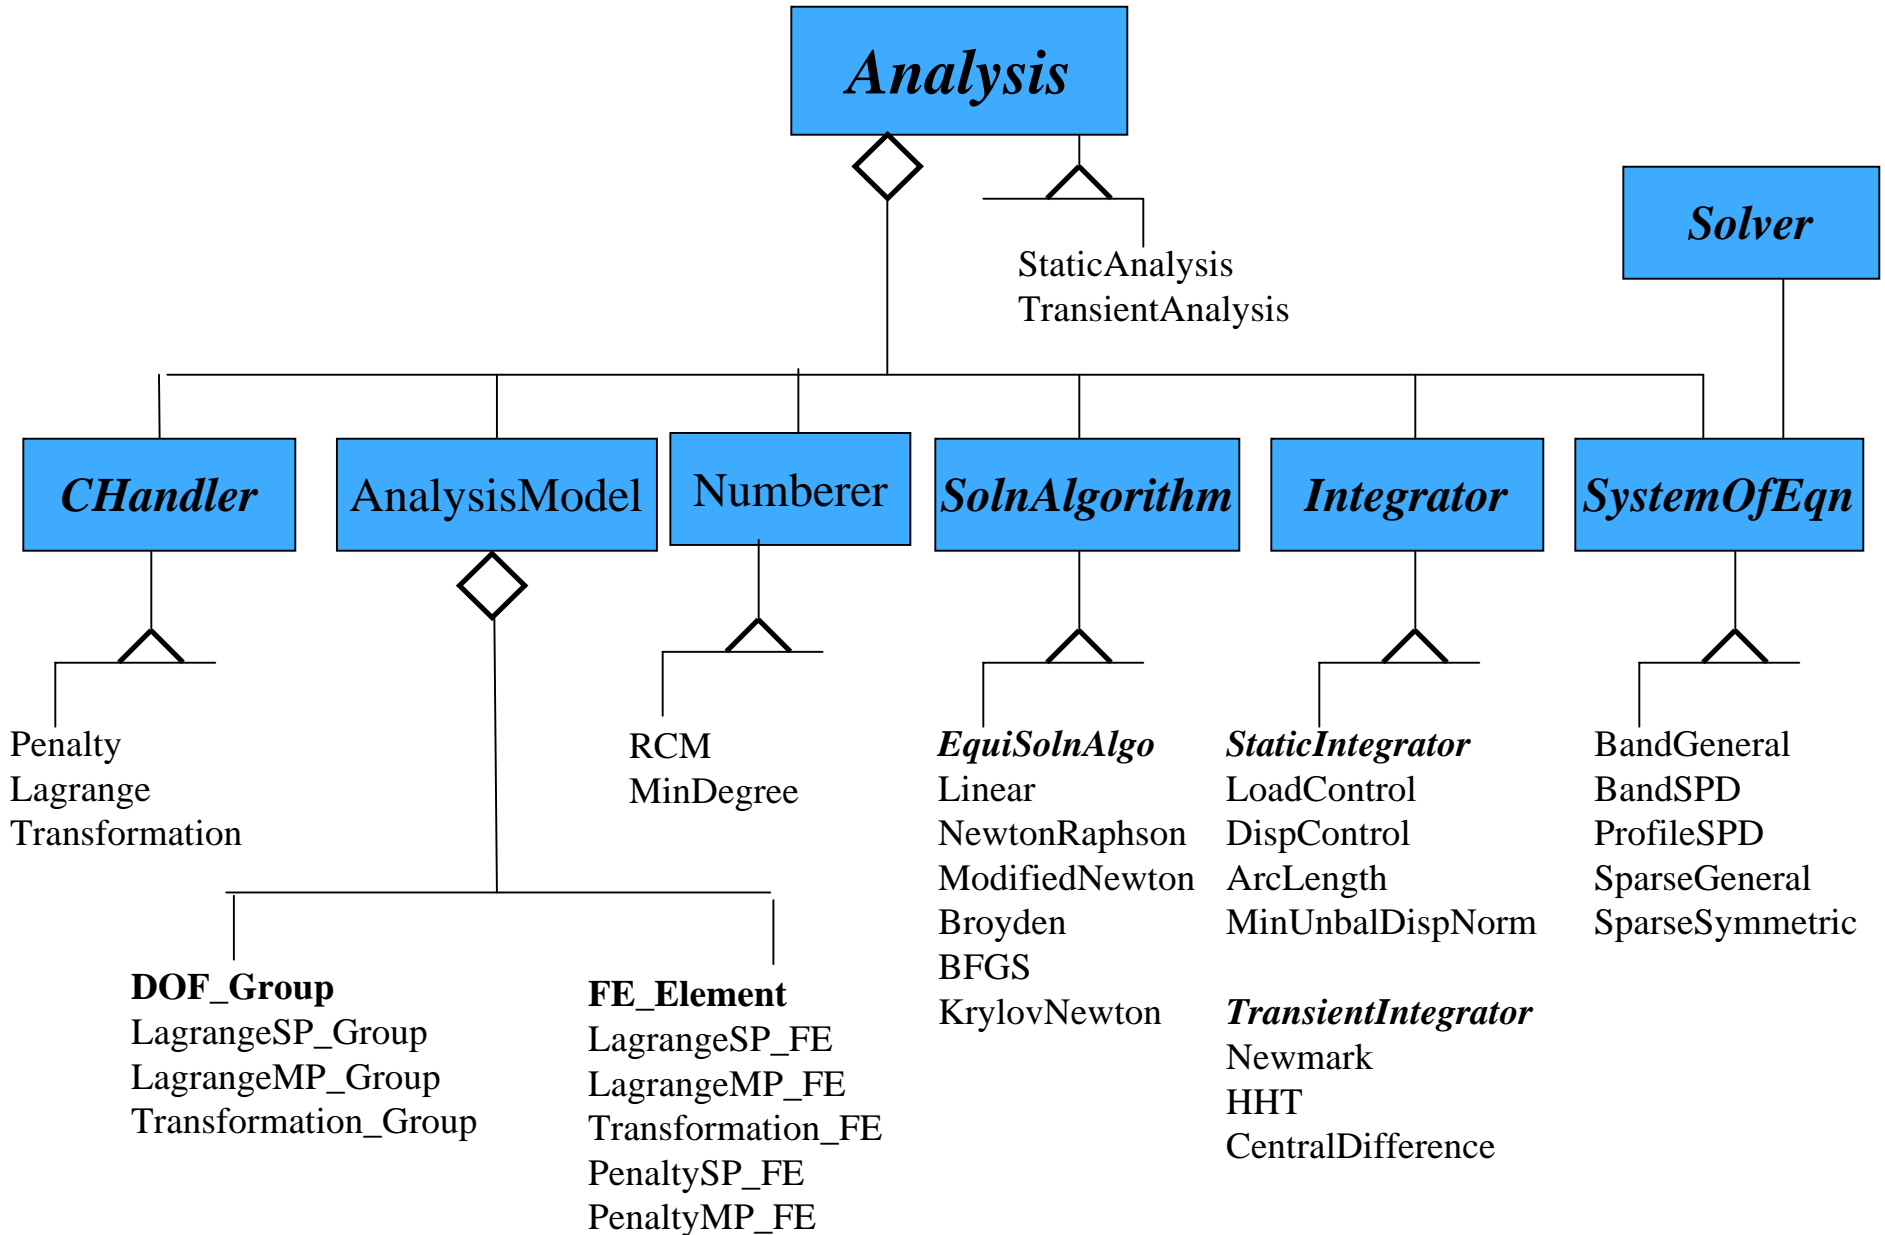 Analysis
Solver
StaticAnalysis
TransientAnalysis
CHandler
AnalysisModel
Numberer
SolnAlgorithm
Integrator
SystemOfEqn
Penalty
Lagrange
Transformation
DOF_Group
LagrangeSP_Group
LagrangeMP_Group
Transformation_Group
FE_Element
LagrangeSP_FE
LagrangeMP_FE
Transformation_FE
PenaltySP_FE
PenaltyMP_FE
RCM
MinDegree
EquiSolnAlgo
Linear
NewtonRaphson
ModifiedNewton
Broyden
BFGS
KrylovNewton
StaticIntegrator
LoadControl
DispControl
ArcLength
MinUnbalDispNorm
TransientIntegrator
Newmark
HHT
CentralDifference
BandGeneral
BandSPD
ProfileSPD
SparseGeneral
SparseSymmetric